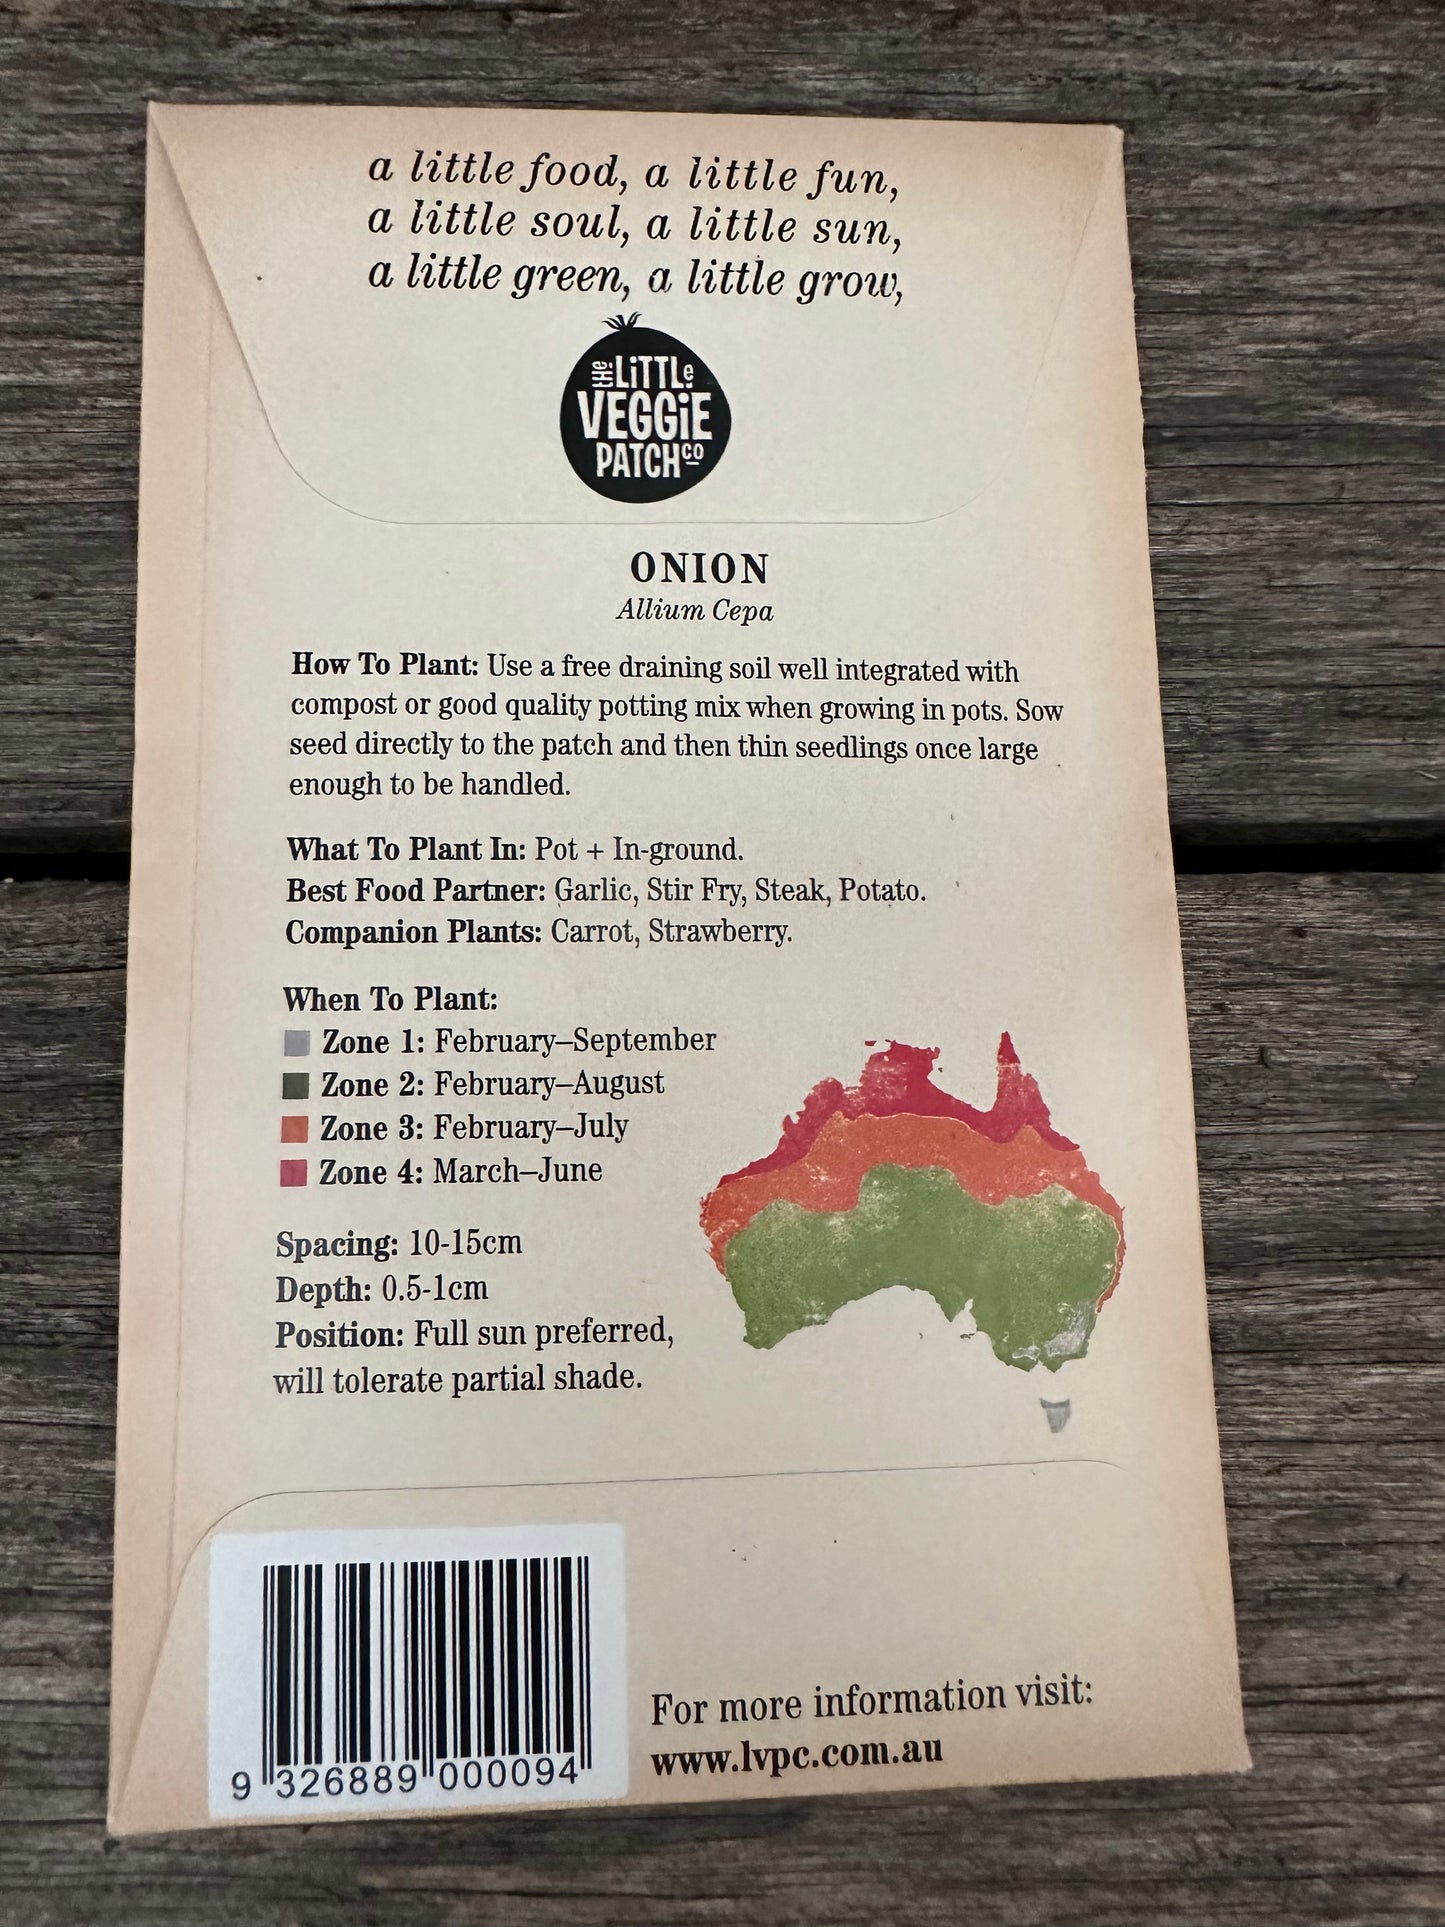 a little food, a little fun,
a little soul, a little sun,
a little green, a little grow,
the LiTTLe
VEGGiE
PATCH CO
ONION
Allium Cepa
How To Plant: Use a free draining soil well integrated with
compost or good quality potting mix when growing in pots. Sow
seed directly to the patch and then thin seedlings once large
enough to be handled.
What To Plant In: Pot + In-ground.
Best Food Partner: Garlic, Stir Fry, Steak, Potato.
Companion Plants: Carrot, Strawberry.
When To Plant:
Zone 1: February–September
Zone 2: February–August
Zone 3: February–July
Zone 4: March–June
Spacing: 10-15cm
Depth: 0.5-1cm
Position: Full sun preferred,
will tolerate partial shade.
9 326889 000094
For more information visit:
www.lvpc.com.au